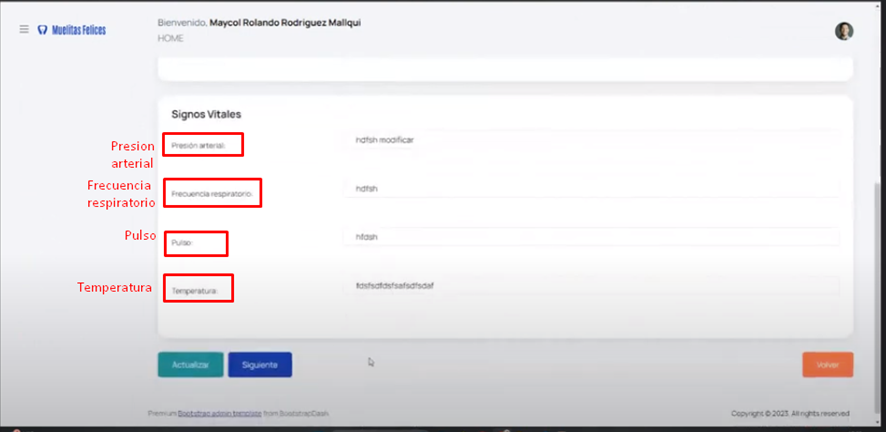 Bienvenido, Maycol Rolando Rodriguez Mallqui
Muelitas Felices
HOME
Signos Vitales
Presion
arterial
Presión arterial:
hdfsh modificar
Frecuencia
respiratorio
Frecuencia respiratorio:
hdfsh
Pulso
Pulso:
hfdsh
Temperatura
Temperatura:
fdsfsdfdsfsafsdfsdaf
Actualizar
Siguiente
Volver
Premium Bootstrap admin template from BootstrapDash.
Copyright © 2023. All rights reserved